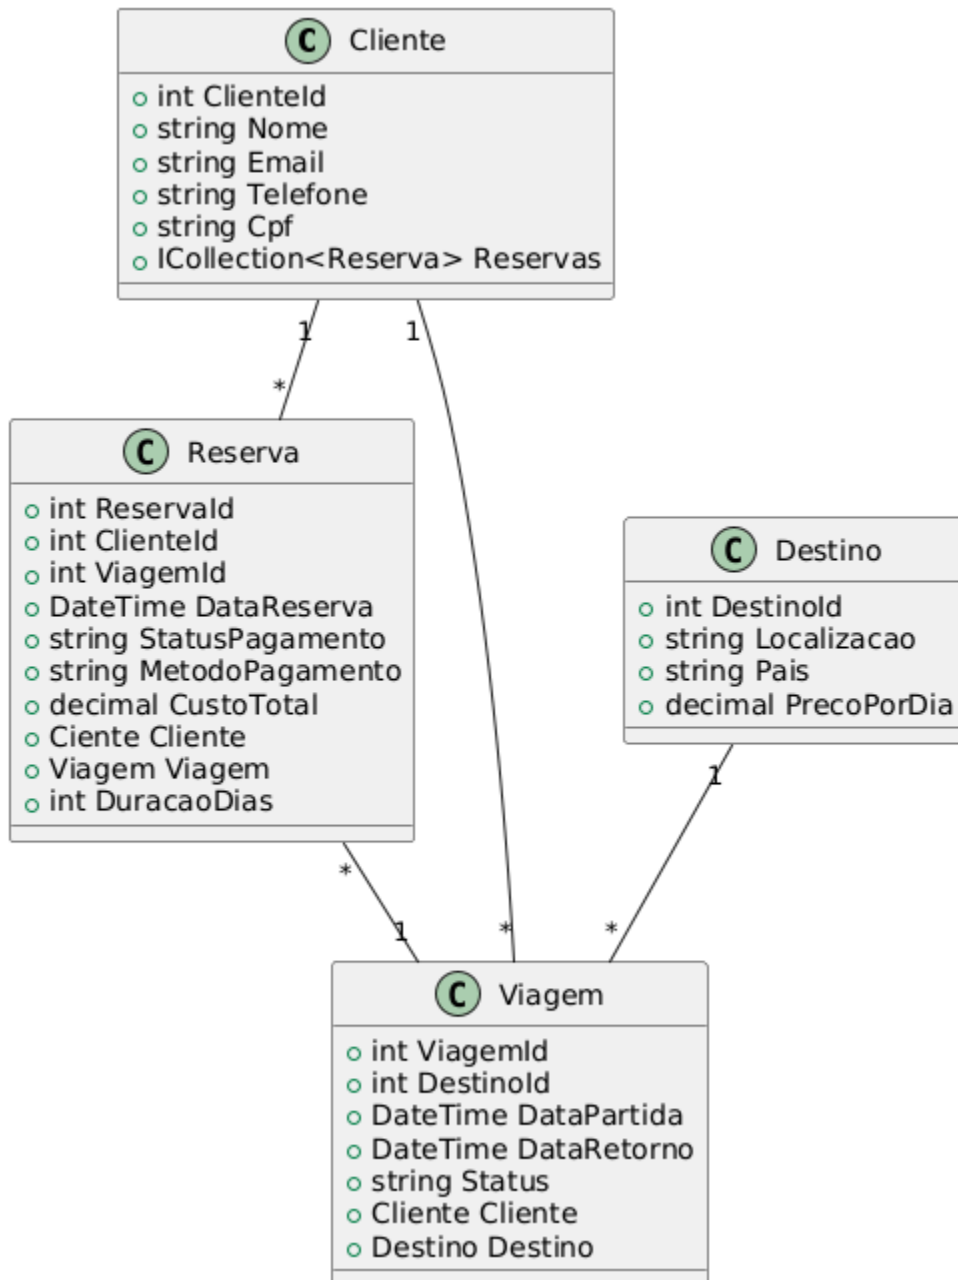 C Cliente
int ClienteId
string Nome
string Email
string Telefone
string Cpf
ICollection<Reserva> Reservas
1
1
*
C Reserva
int ReservaId
int ClienteId
int ViagemId
DateTime DataReserva
string StatusPagamento
string MetodoPagamento
decimal CustoTotal
Ciente Cliente
Viagem Viagem
int DuracaoDias
C Destino
int DestinoId
string Localizacao
string Pais
decimal PrecoPorDia
1
*
1
*
*
C Viagem
int ViagemId
int DestinoId
DateTime DataPartida
DateTime DataRetorno
string Status
Cliente Cliente
Destino Destino